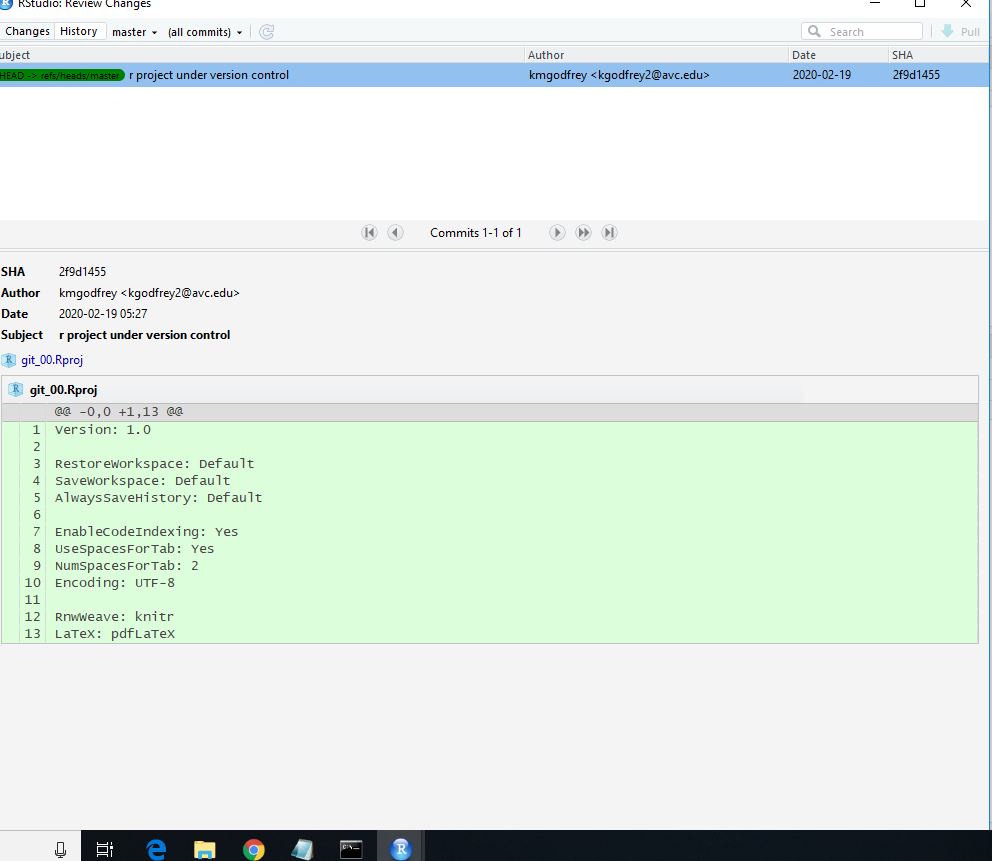 RStudio: Review Changes
Changes History master (all commits) Search Pull
ubject Author Date SHA
HEAD -> refs/heads/master r project under version control kmgodfrey <kgodfrey2@avc.edu> 2020-02-19 2f9d1455
Commits 1-1 of 1
SHA 2f9d1455
Author kmgodfrey <kgodfrey2@avc.edu>
Date 2020-02-19 05:27
Subject r project under version control
git_00.Rproj
git_00.Rproj
@@ -0,0 +1,13 @@
1 Version: 1.0
2
3 RestoreWorkspace: Default
4 SaveWorkspace: Default
5 AlwaysSaveHistory: Default
6
7 EnableCodeIndexing: Yes
8 UseSpacesForTab: Yes
9 NumSpacesForTab: 2
10 Encoding: UTF-8
11
12 RnwWeave: knitr
13 LaTeX: pdfLaTeX